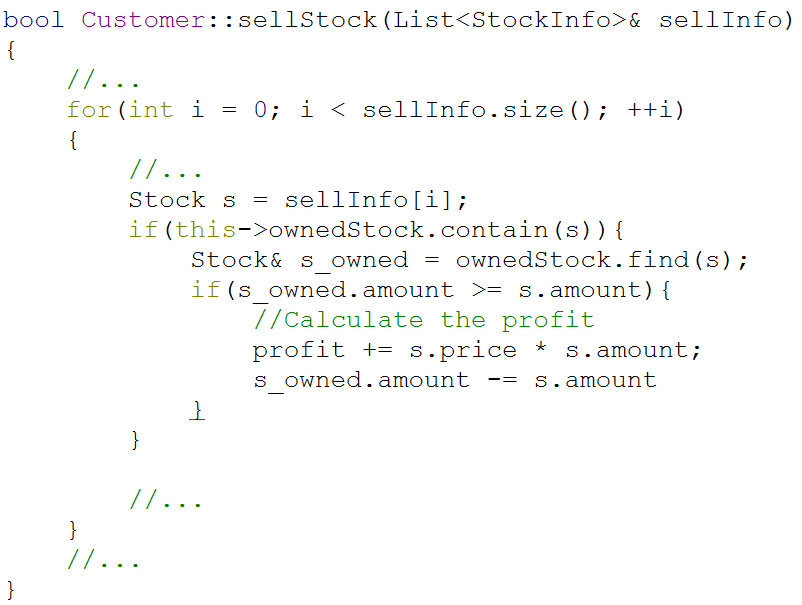 bool Customer::sellStock(List<StockInfo>& sellInfo)
{
    //...
    for(int i = 0; i < sellInfo.size(); ++i)
    {
        //...
        Stock s = sellInfo[i];
        if(this->ownedStock.contain(s)){
            Stock& s_owned = ownedStock.find(s);
            if(s_owned.amount >= s.amount){
                //Calculate the profit
                profit += s.price * s.amount;
                s_owned.amount -= s.amount
            }
        }

        //...
    }
    //...
}